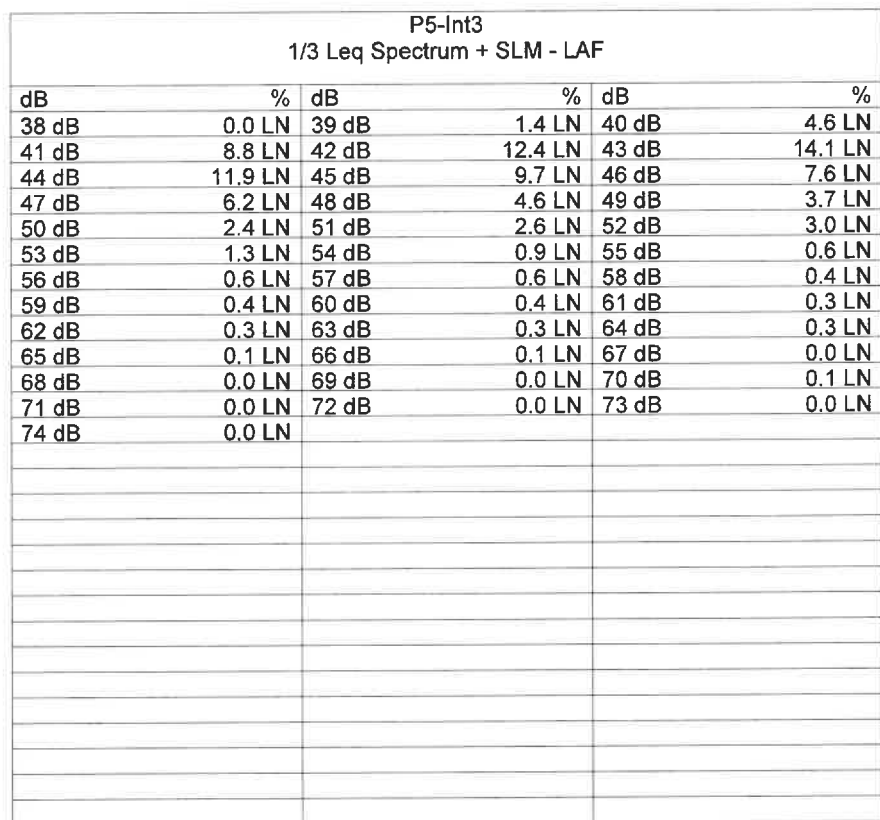 P5-Int3
1/3 Leq Spectrum + SLM - LAF
dB % dB % dB %
38 dB 0.0 LN 39 dB 1.4 LN 40 dB 4.6 LN
41 dB 8.8 LN 42 dB 12.4 LN 43 dB 14.1 LN
44 dB 11.9 LN 45 dB 9.7 LN 46 dB 7.6 LN
47 dB 6.2 LN 48 dB 4.6 LN 49 dB 3.7 LN
50 dB 2.4 LN 51 dB 2.6 LN 52 dB 3.0 LN
53 dB 1.3 LN 54 dB 0.9 LN 55 dB 0.6 LN
56 dB 0.6 LN 57 dB 0.6 LN 58 dB 0.4 LN
59 dB 0.4 LN 60 dB 0.4 LN 61 dB 0.3 LN
62 dB 0.3 LN 63 dB 0.3 LN 64 dB 0.3 LN
65 dB 0.1 LN 66 dB 0.1 LN 67 dB 0.0 LN
68 dB 0.0 LN 69 dB 0.0 LN 70 dB 0.1 LN
71 dB 0.0 LN 72 dB 0.0 LN 73 dB 0.0 LN
74 dB 0.0 LN